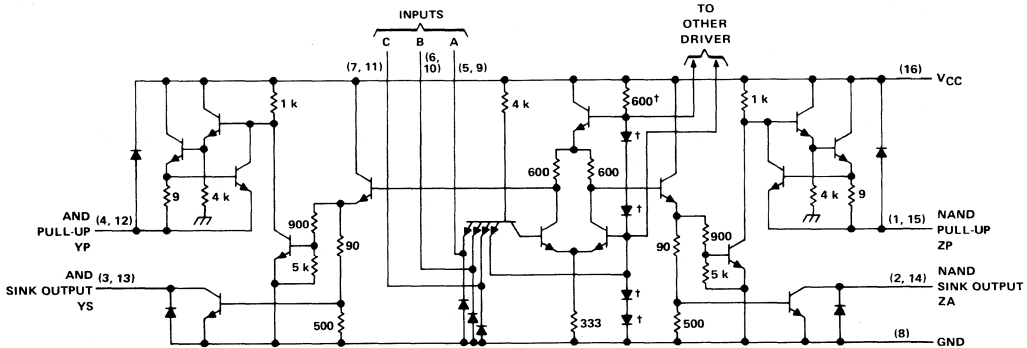 INPUTS
C B A
TO
OTHER
DRIVER
(7, 11)
(6,
10)
(5, 9)
(16)
VCC
1 k
4 k
600†
1 k
†
9
4 k
600
600
†
4 k
9
AND
PULL-UP
YP
(4, 12)
900
90
5 k
90
900
5 k
(1, 15)
NAND
PULL-UP
ZP
AND
SINK OUTPUT
YS
(3, 13)
500
333
†
†
500
(2, 14)
NAND
SINK OUTPUT
ZA
(8)
GND